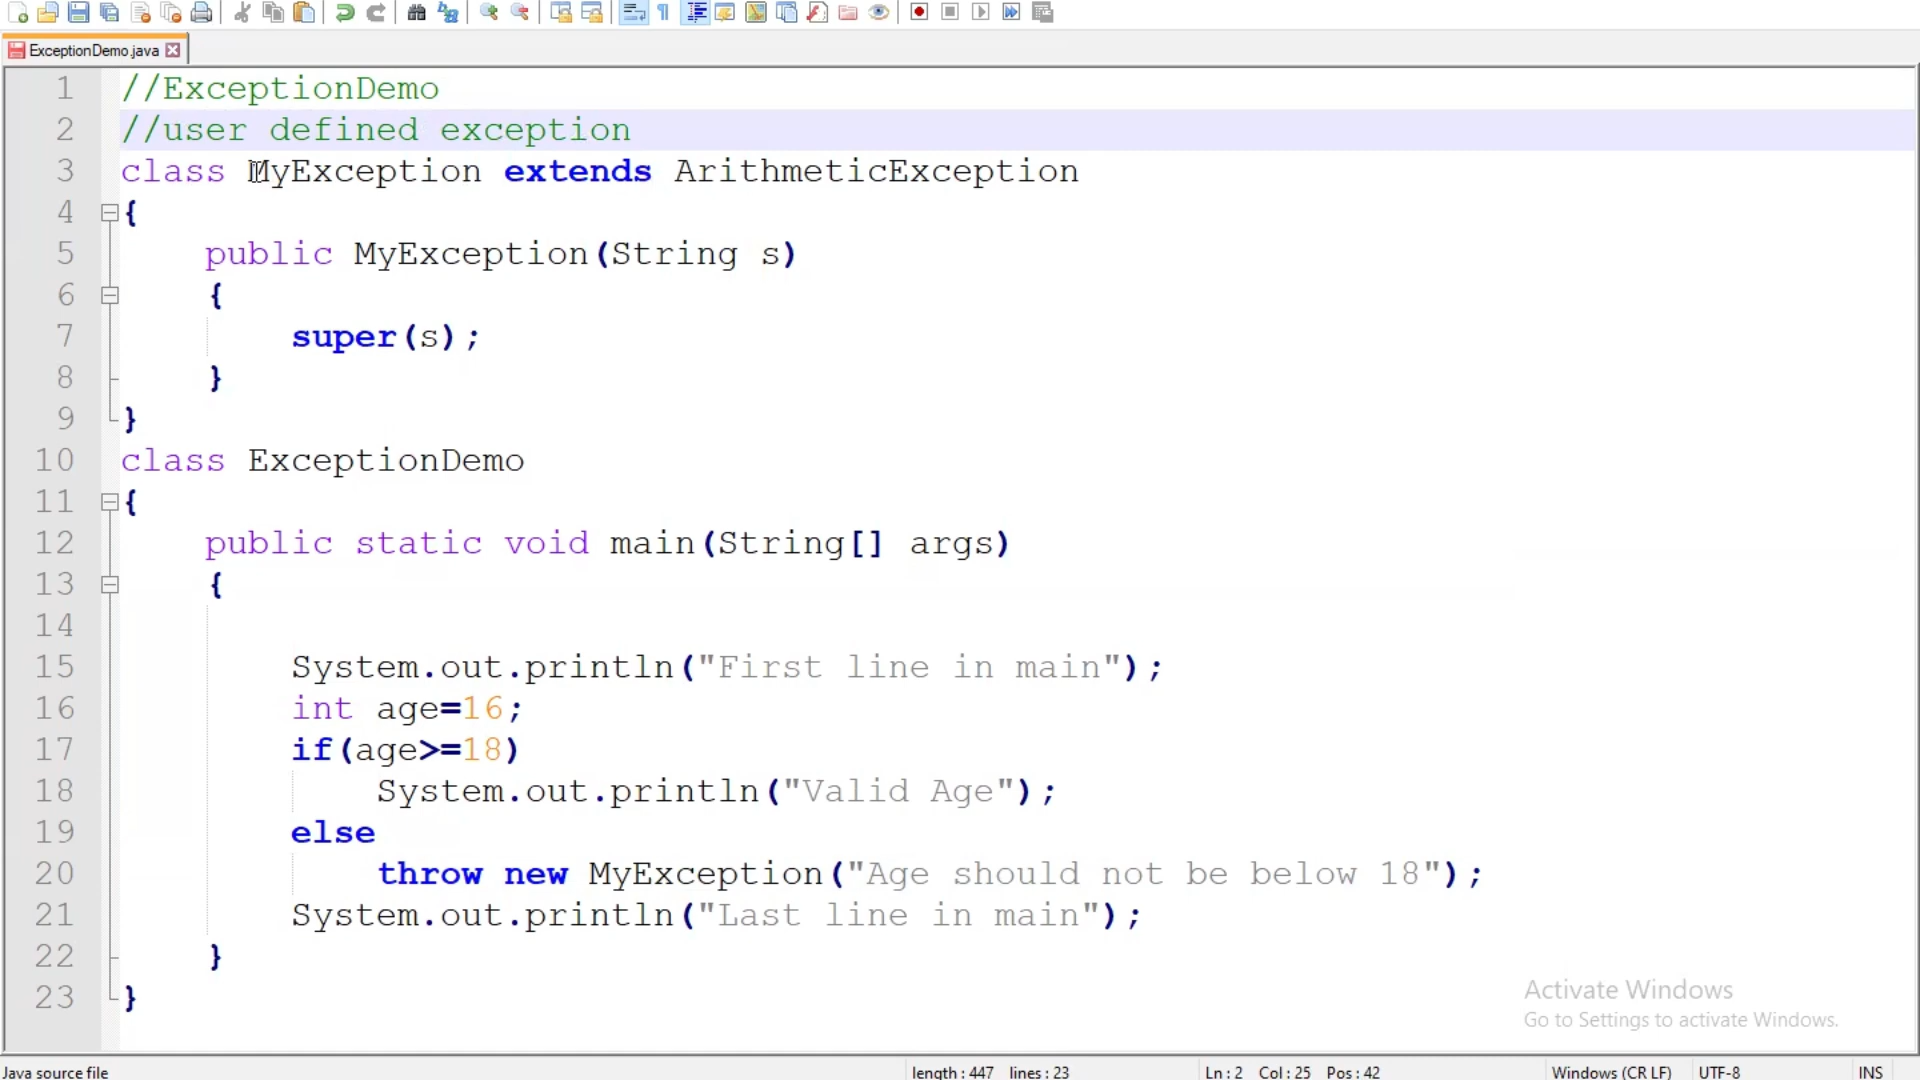 ExceptionDemo.java
1 //ExceptionDemo
2 //user defined exception
3 class MyException extends ArithmeticException
4 {
5 public MyException(String s)
6 {
7 super(s);
8 }
9 }
10 class ExceptionDemo
11 {
12 public static void main(String[] args)
13 {
14
15 System.out.println("First line in main");
16 int age=16;
17 if(age>=18)
18 System.out.println("Valid Age");
19 else
20 throw new MyException("Age should not be below 18");
21 System.out.println("Last line in main");
22 }
23 }
Activate Windows
Go to Settings to activate Windows.
Java source file length : 447 lines : 23 Ln : 2 Col : 25 Pos : 42 Windows (CR LF) UTF-8 INS